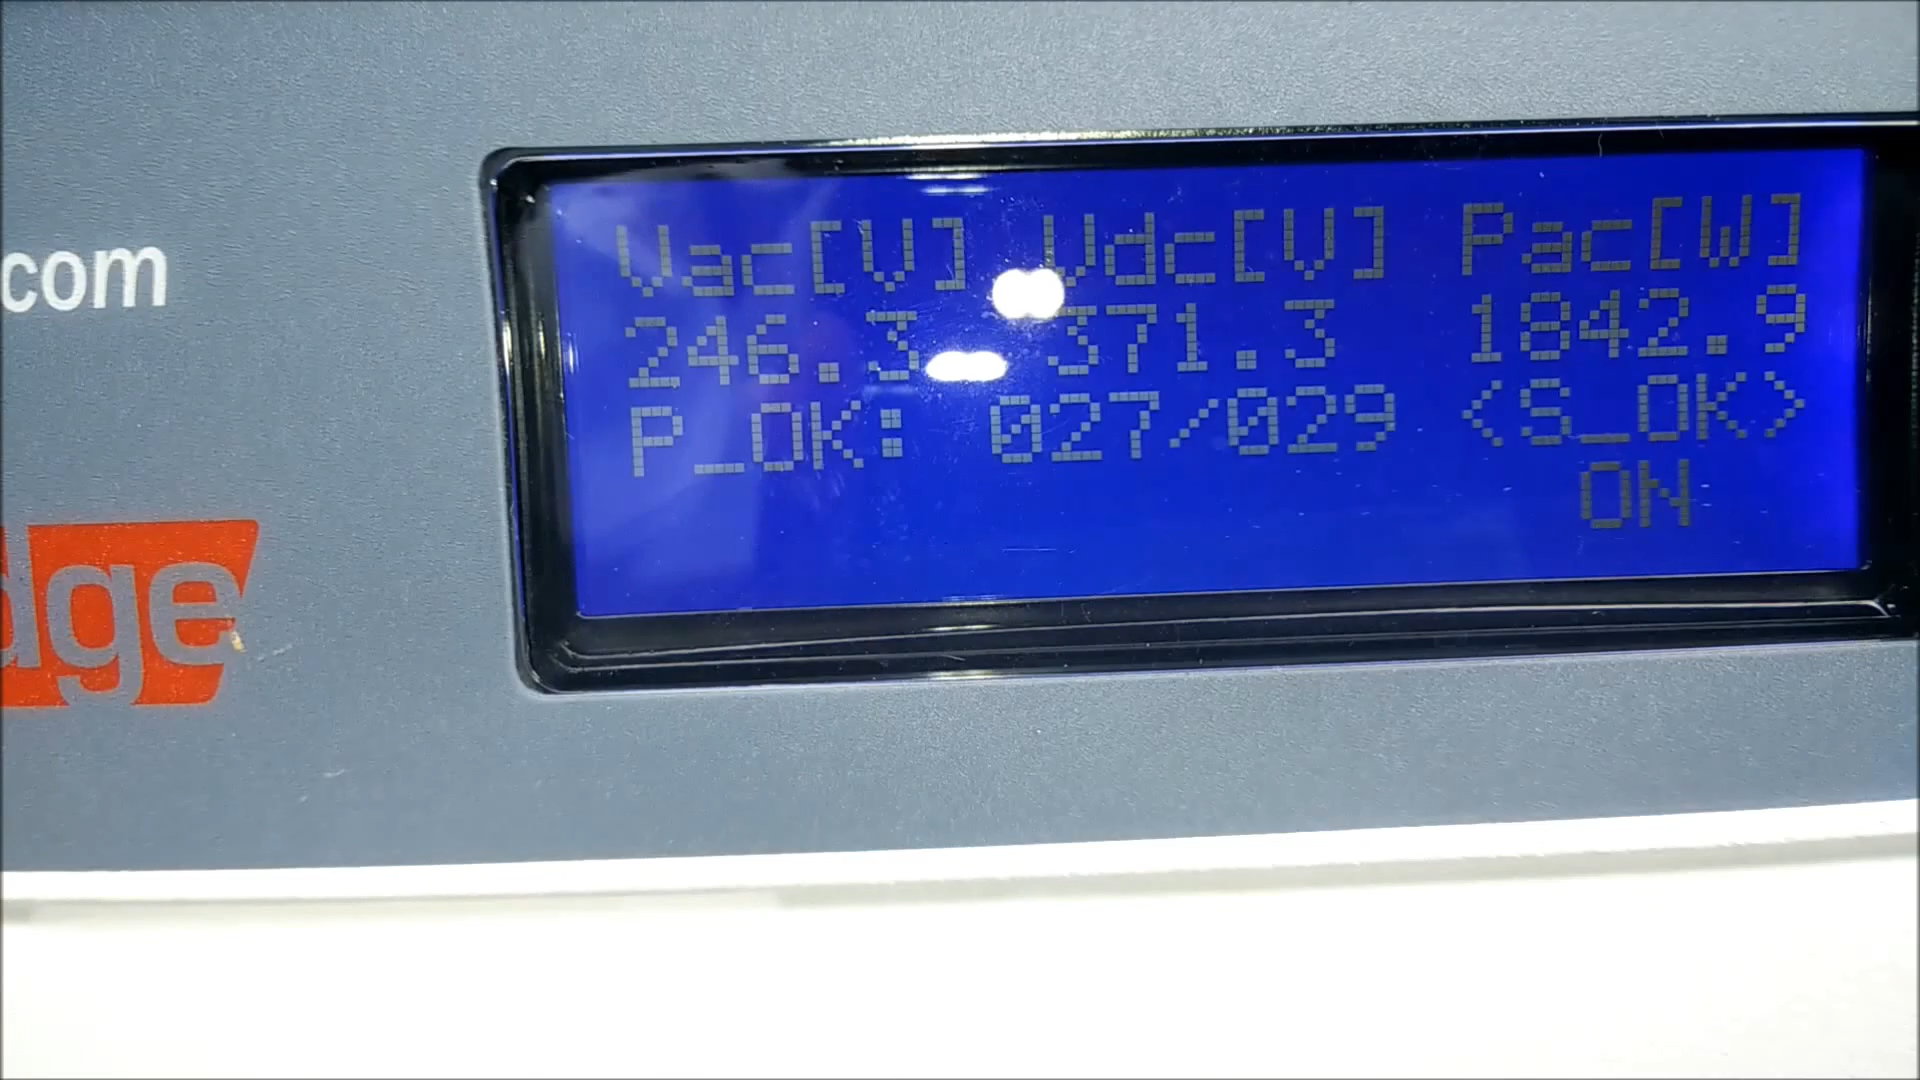 .com
Vac[V] Vdc[V] Pac[W]
246.3 371.3 1842.9
P_OK: 027/029 <S_OK>
ON
dge